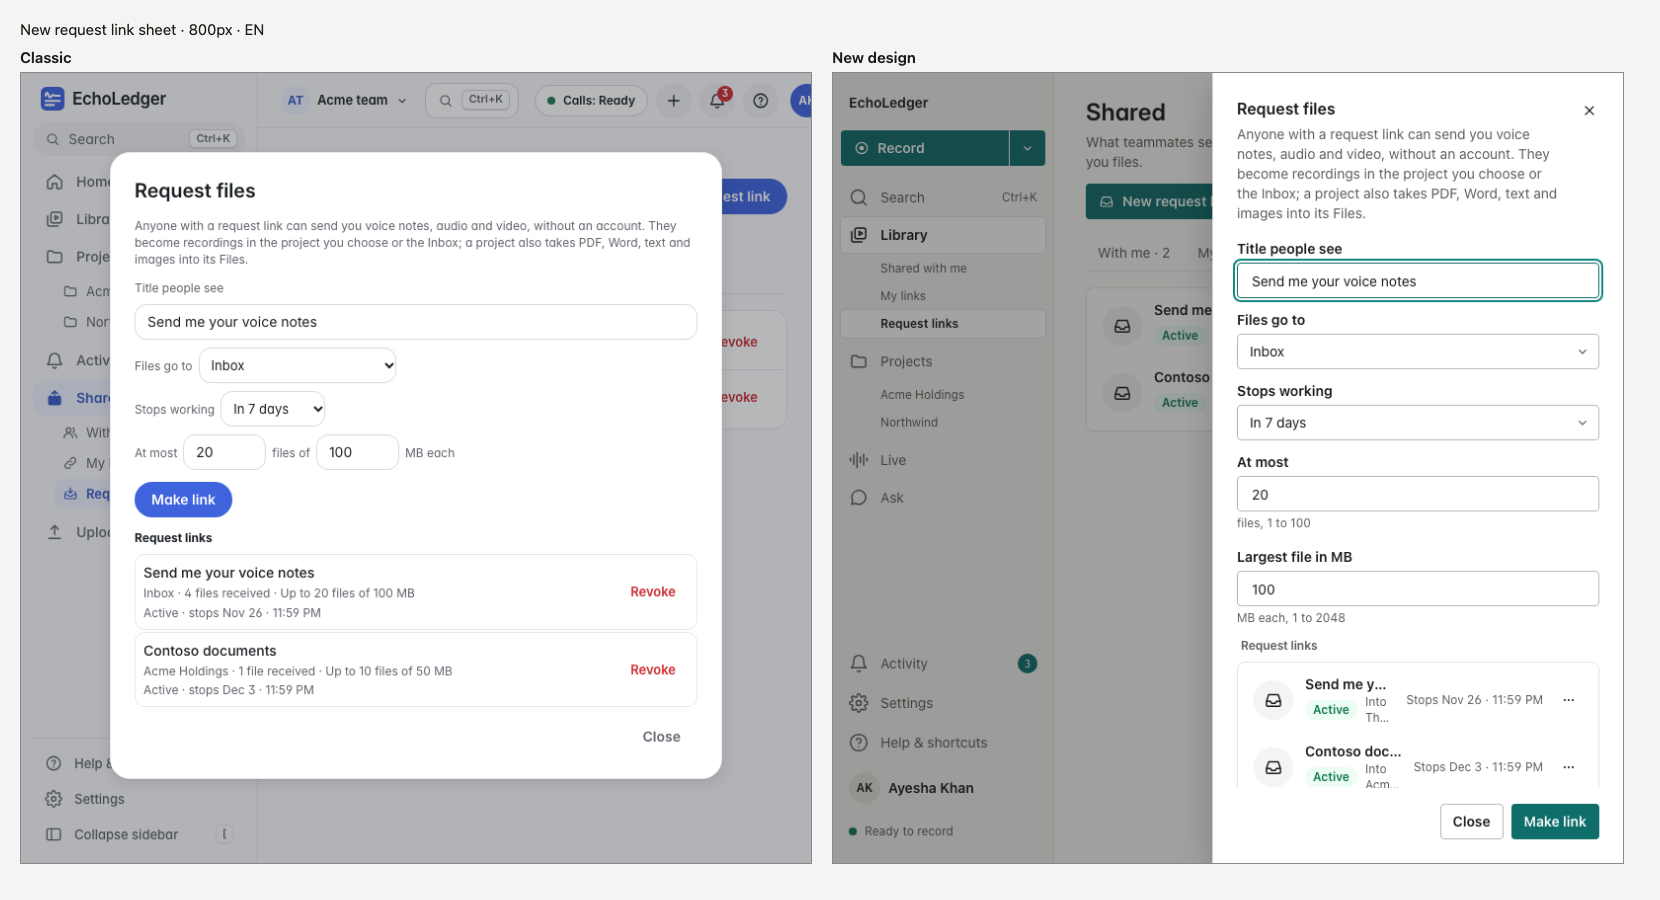 New request link sheet · 800px · EN
Classic
EchoLedger
AT Acme team
Ctrl+K
Calls: Ready
3
AK
Search Ctrl+K
Home
Projects
Settings
Collapse sidebar [
Request files
Anyone with a request link can send you voice notes, audio and video, without an account. They
become recordings in the project you choose or the Inbox; a project also takes PDF, Word, text and
images into its Files.
Title people see
Send me your voice notes
Files go to Inbox
Stops working In 7 days
At most 20 files of 100 MB each
Make link
Request links
Send me your voice notes
Inbox · 4 files received · Up to 20 files of 100 MB
Active · stops Nov 26 · 11:59 PM
Revoke
Contoso documents
Acme Holdings · 1 file received · Up to 10 files of 50 MB
Active · stops Dec 3 · 11:59 PM
Revoke
Close
est link
evoke
evoke
New design
EchoLedger
Record
Search Ctrl+K
Library
Shared with me
My links
Request links
Projects
Acme Holdings
Northwind
Live
Ask
Activity 3
Settings
Help & shortcuts
AK Ayesha Khan
Ready to record
Shared
What teammates se
you files.
New request l
With me · 2 My
Send me
Active
Contoso
Active
Request files
Anyone with a request link can send you voice
notes, audio and video, without an account. They
become recordings in the project you choose or
the Inbox; a project also takes PDF, Word, text and
images into its Files.
Title people see
Send me your voice notes
Files go to
Inbox
Stops working
In 7 days
At most
20
files, 1 to 100
Largest file in MB
100
MB each, 1 to 2048
Request links
Send me y...
Active Into
Th...
Stops Nov 26 · 11:59 PM
Contoso doc...
Active Into
Acm...
Stops Dec 3 · 11:59 PM
Close
Make link